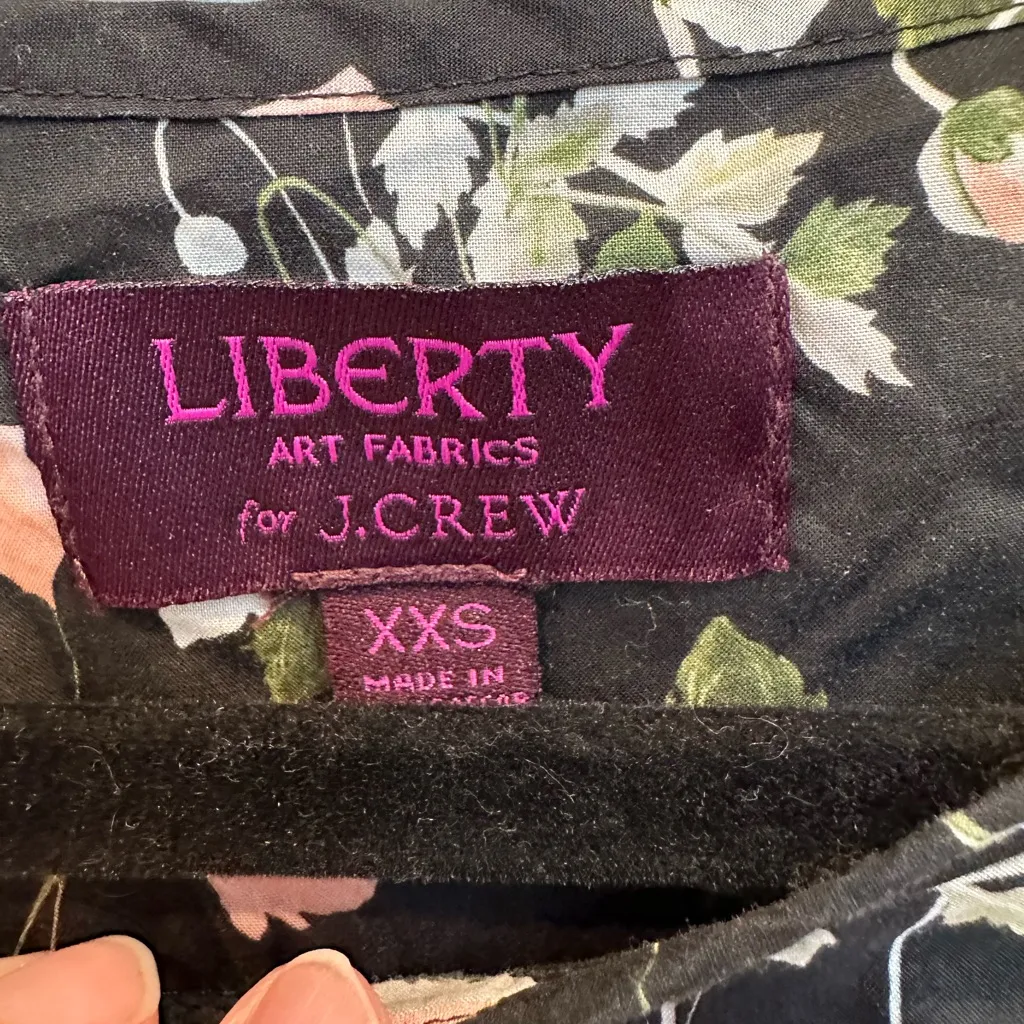 LIBERTY
ART FABRICS
for J.CREW
XXS
MADE IN